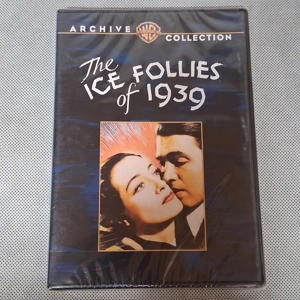 ARCHIVE WB COLLECTION
The
ICE FOLLIES
of 1939